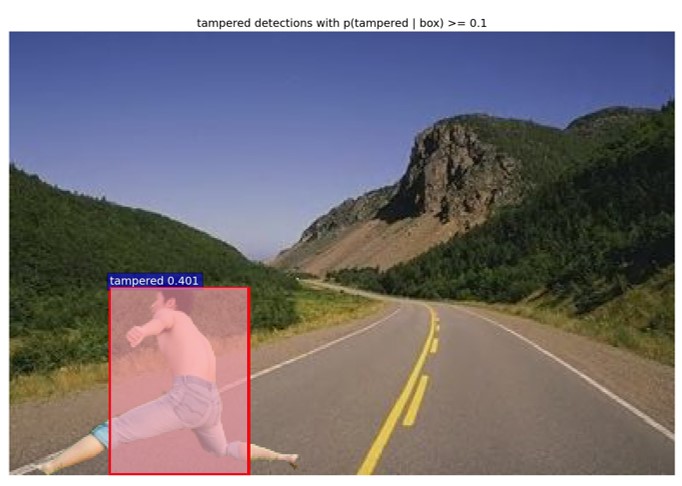 tampered detections with p(tampered | box) >= 0.1
tampered 0.401